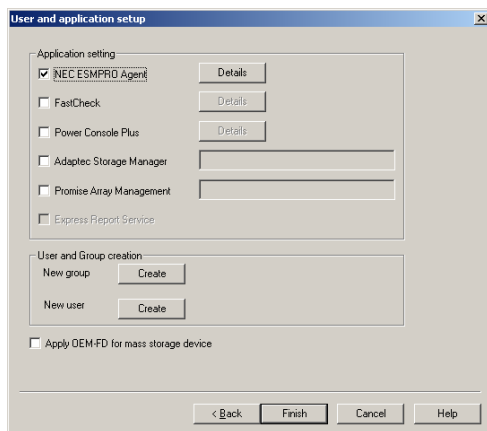 User and application setup
Application setting
NEC ESMPRO Agent
Details
FastCheck
Details
Power Console Plus
Details
Adaptec Storage Manager
Promise Array Management
Express Report Service
User and Group creation
New group
Create
New user
Create
Apply OEM-FD for mass storage device
< Back
Finish
Cancel
Help